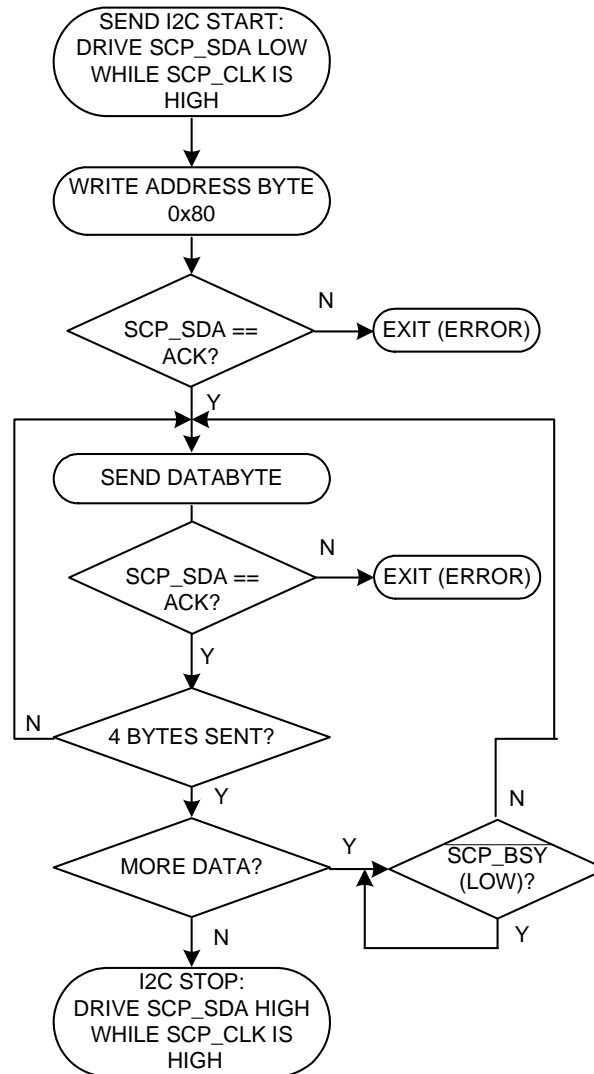 SEND I2C START:
DRIVE SCP_SDA LOW
WHILE SCP_CLK IS
HIGH
WRITE ADDRESS BYTE
0x80
SCP_SDA ==
ACK?
N
EXIT (ERROR)
Y
SEND DATABYTE
SCP_SDA ==
ACK?
N
EXIT (ERROR)
Y
4 BYTES SENT?
N
Y
MORE DATA?
Y
SCP_BSY
(LOW)?
N
Y
N
I2C STOP:
DRIVE SCP_SDA HIGH
WHILE SCP_CLK IS
HIGH